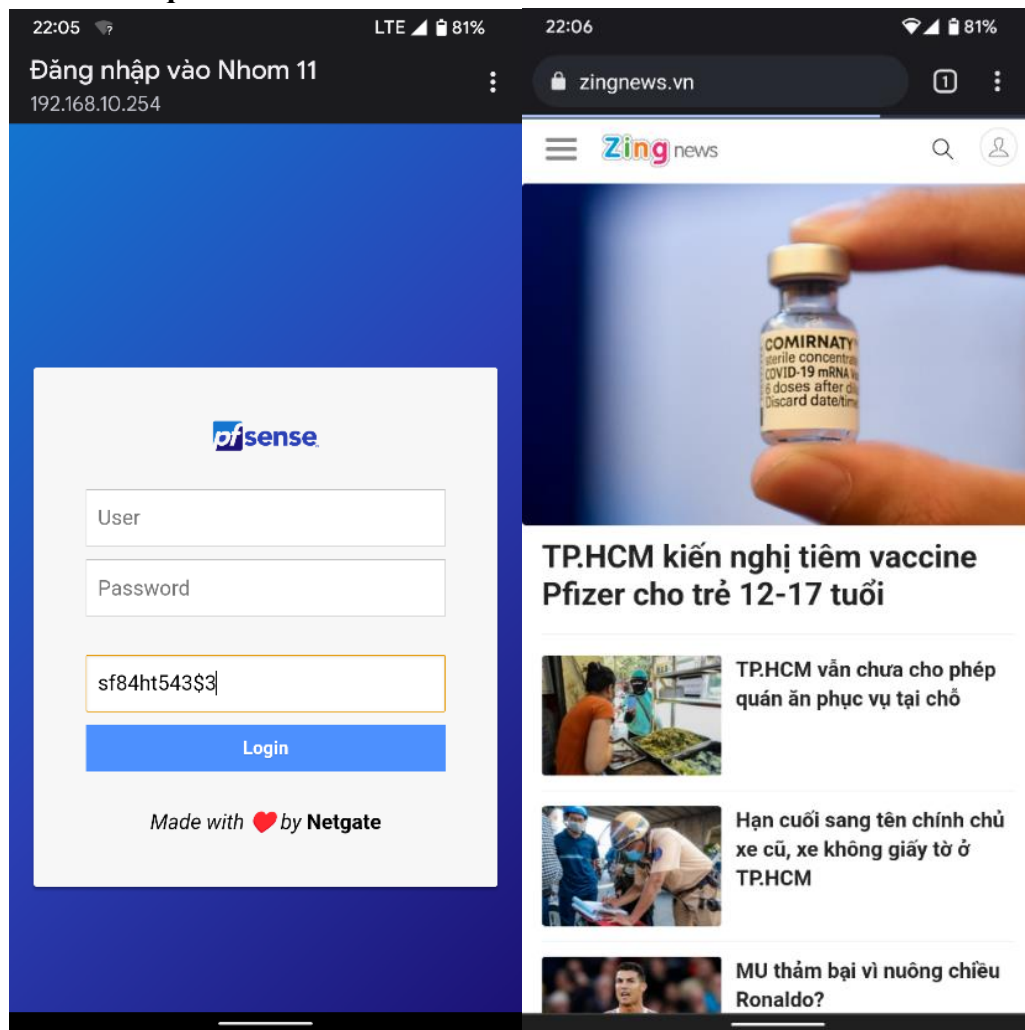 22:05
LTE 81%
Đăng nhập vào Nhom 11
192.168.10.254
pfsense
User
Password
sf84ht543$3
Login
Made with by Netgate
22:06
81%
zingnews.vn
1
Zing news
COMIRNATY
sterile concentra
COVID-19 mRNA
6 doses after
Discard date/time
TP.HCM kiến nghị tiêm vaccine
Pfizer cho trẻ 12-17 tuổi
TP.HCM vẫn chưa cho phép
quán ăn phục vụ tại chỗ
Hạn cuối sang tên chính chủ
xe cũ, xe không giấy tờ ở
TP.HCM
MU thảm bại vì nuông chiều
Ronaldo?